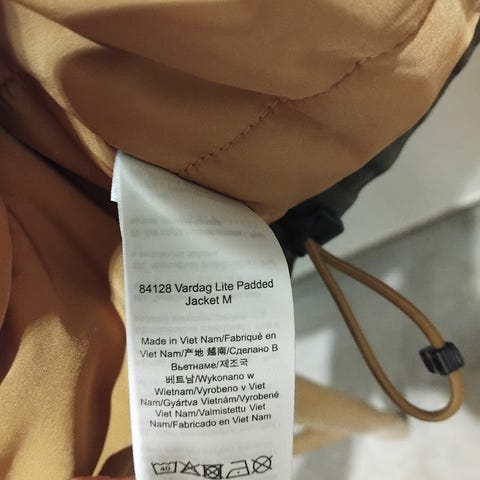 84128 Vardag Lite Padded
Jacket M
Made in Viet Nam/Fabriqué en
Viet Nam/产地 越南/Сделано В
Вьетнаме/제조국
베트남/Wykonano w
Wietnam/Vyrobeno v Viet
Nam/Gyártva Vietnám/Vyrobené
Viet Nam/Valmistettu Viet
Nam/Fabricado en Viet Nam
40